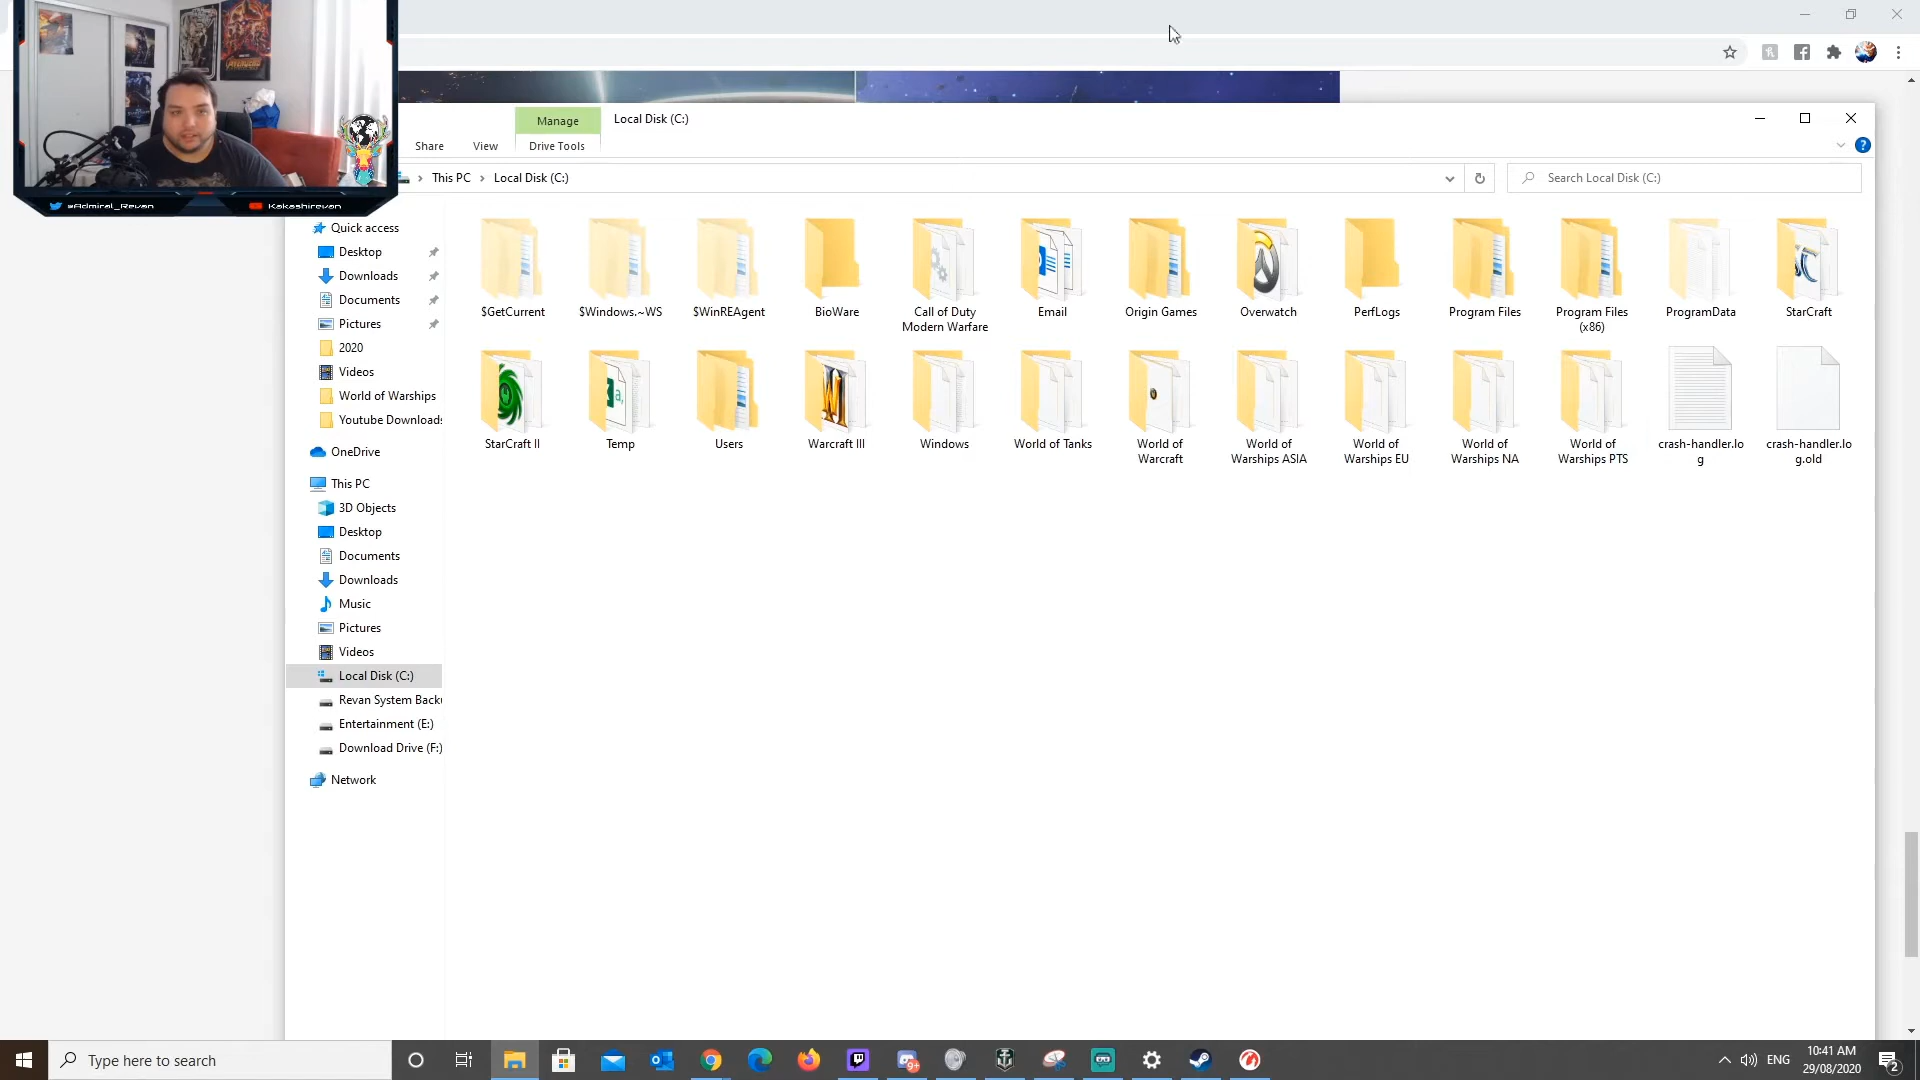 Manage
Local Disk (C:)
Share
View
Drive Tools
This PC
Local Disk (C:)
Search Local Disk (C:)
@Admiral_Revan
Kakashirevan
Quick access
Desktop
Downloads
Documents
Pictures
2020
Videos
World of Warships
Youtube Downloads
OneDrive
This PC
3D Objects
Desktop
Documents
Downloads
Music
Pictures
Videos
Local Disk (C:)
Revan System Backu
Entertainment (E:)
Download Drive (F:)
Network
$GetCurrent
$Windows.~WS
$WinREAgent
BioWare
Call of Duty
Modern Warfare
Email
Origin Games
Overwatch
PerfLogs
Program Files
Program Files
(x86)
ProgramData
StarCraft
StarCraft II
Temp
Users
Warcraft III
Windows
World of Tanks
World of
Warcraft
World of
Warships ASIA
World of
Warships EU
World of
Warships NA
World of
Warships PTS
crash-handler.lo
g
crash-handler.lo
g.old
Type here to search
9+
ENG
10:41 AM
29/08/2020
2